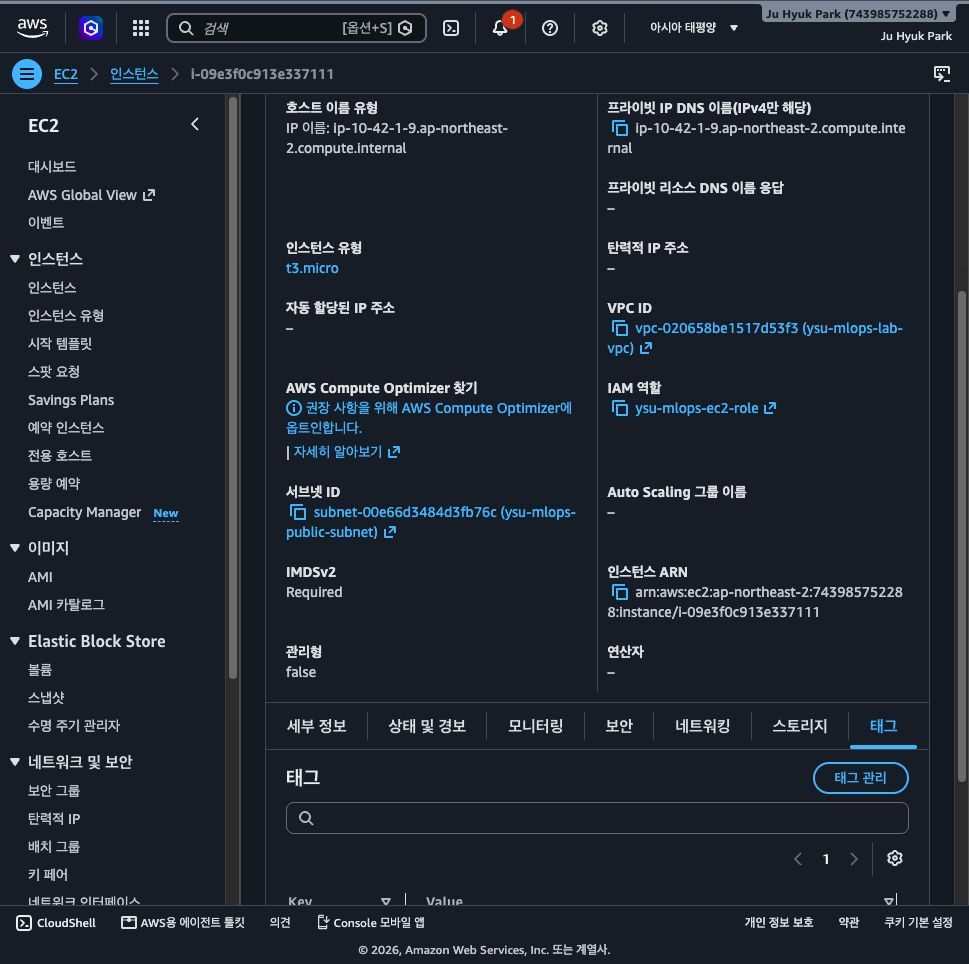 aws
검색
[옵션+S]
1
아시아 태평양
Ju Hyuk Park (743985752288)
Ju Hyuk Park
EC2
인스턴스
i-09e3f0c913e337111
EC2
대시보드
AWS Global View
이벤트
인스턴스
인스턴스
인스턴스 유형
시작 템플릿
스팟 요청
Savings Plans
예약 인스턴스
전용 호스트
용량 예약
Capacity Manager New
이미지
AMI
AMI 카탈로그
Elastic Block Store
볼륨
스냅샷
수명 주기 관리자
네트워크 및 보안
보안 그룹
탄력적 IP
배치 그룹
키 페어
네트워크 인터페이스
호스트 이름 유형
IP 이름: ip-10-42-1-9.ap-northeast-
2.compute.internal
프라이빗 IP DNS 이름(IPv4만 해당)
ip-10-42-1-9.ap-northeast-2.compute.inte
rnal
프라이빗 리소스 DNS 이름 응답
–
인스턴스 유형
t3.micro
탄력적 IP 주소
–
자동 할당된 IP 주소
–
VPC ID
vpc-020658be1517d53f3 (ysu-mlops-lab-
vpc)
AWS Compute Optimizer 찾기
권장 사항을 위해 AWS Compute Optimizer에
옵트인합니다.
| 자세히 알아보기
IAM 역할
ysu-mlops-ec2-role
서브넷 ID
subnet-00e66d3484d3fb76c (ysu-mlops-
public-subnet)
Auto Scaling 그룹 이름
–
IMDSv2
Required
인스턴스 ARN
arn:aws:ec2:ap-northeast-2:74398575228
8:instance/i-09e3f0c913e337111
관리형
false
연산자
–
세부 정보
상태 및 경보
모니터링
보안
네트워킹
스토리지
태그
태그
태그 관리
1
Key
Value
CloudShell
AWS용 에이전트 툴킷
의견
Console 모바일 앱
개인 정보 보호
약관
쿠키 기본 설정
© 2026, Amazon Web Services, Inc. 또는 계열사.